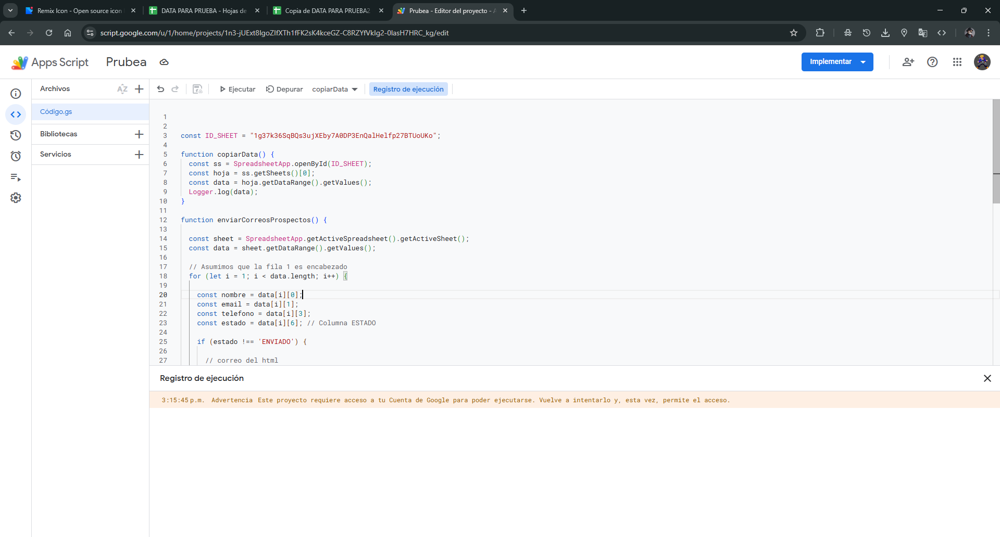 Remix Icon - Open source icon
DATA PARA PRUEBA - Hojas de
Copia de DATA PARA PRUEBA2
Prubea - Editor del proyecto - A
script.google.com/u/1/home/projects/1n3-jUExt8IgoZIfXTh1fFK2sK4kceGZ-C8RZYfVkIg2-0lasH7HRC_kg/edit
Apps Script
Prubea
Implementar
Archivos
AZ
Ejecutar
Depurar
copiarData
Registro de ejecución
Código.gs
Bibliotecas
Servicios
1
2
3 const ID_SHEET = "1g37k36SqBQs3ujXEby7A0DP3EnQalHelfp27BTUoUKo";
4
5 function copiarData() {
6 const ss = SpreadsheetApp.openById(ID_SHEET);
7 const hoja = ss.getSheets()[0];
8 const data = hoja.getDataRange().getValues();
9 Logger.log(data);
10 }
11
12 function enviarCorreosProspectos() {
13
14 const sheet = SpreadsheetApp.getActiveSpreadsheet().getActiveSheet();
15 const data = sheet.getDataRange().getValues();
16
17 // Asumimos que la fila 1 es encabezado
18 for (let i = 1; i < data.length; i++) {
19
20 const nombre = data[i][0];
21 const email = data[i][1];
22 const telefono = data[i][3];
23 const estado = data[i][6]; // Columna ESTADO
24
25 if (estado !== 'ENVIADO') {
26
27 // correo del html
Registro de ejecución
3:15:45 p.m. Advertencia Este proyecto requiere acceso a tu Cuenta de Google para poder ejecutarse. Vuelve a intentarlo y, esta vez, permite el acceso.